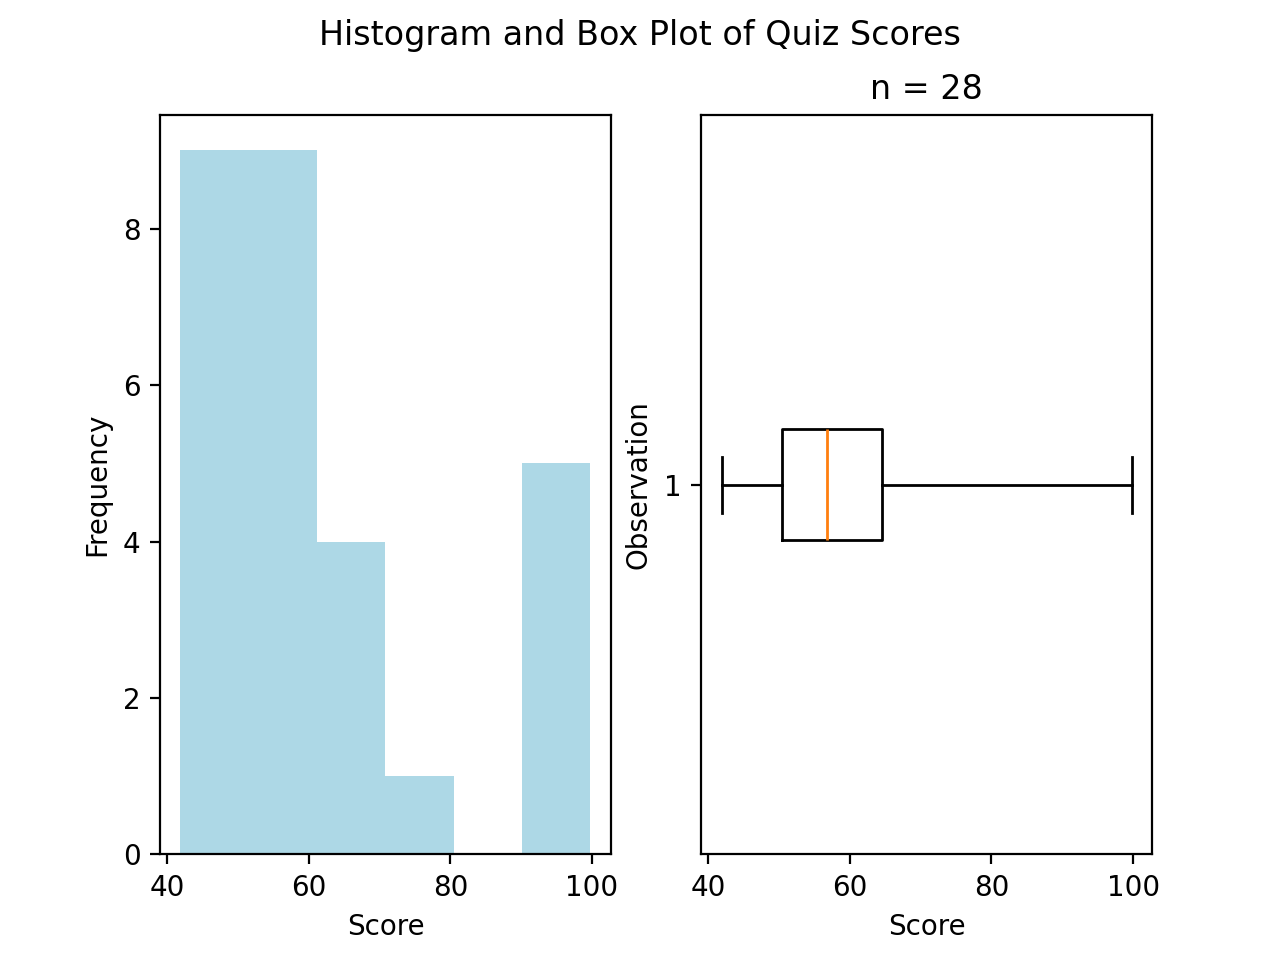 Histogram and Box Plot of Quiz Scores
Frequency
8
6
4
2
0
40 60 80 100
Score
n = 28
Observation
1
40 60 80 100
Score